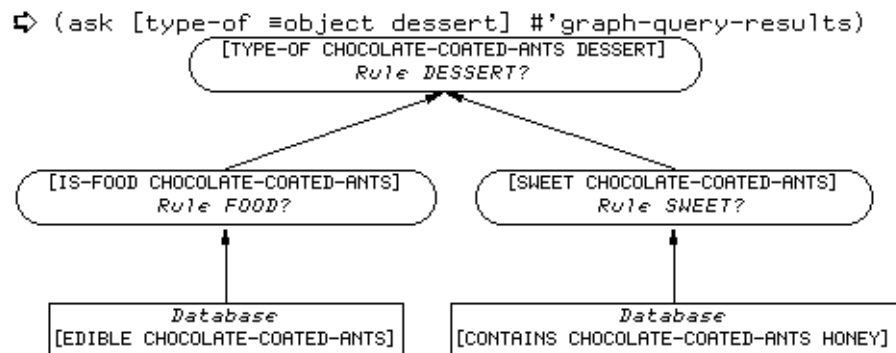 ⇨ (ask [type-of ≡object dessert] #'graph-query-results)
[TYPE-OF CHOCOLATE-COATED-ANTS DESSERT]
Rule DESSERT?
[IS-FOOD CHOCOLATE-COATED-ANTS]
Rule FOOD?
[SWEET CHOCOLATE-COATED-ANTS]
Rule SWEET?
Database
[EDIBLE CHOCOLATE-COATED-ANTS]
Database
[CONTAINS CHOCOLATE-COATED-ANTS HONEY]